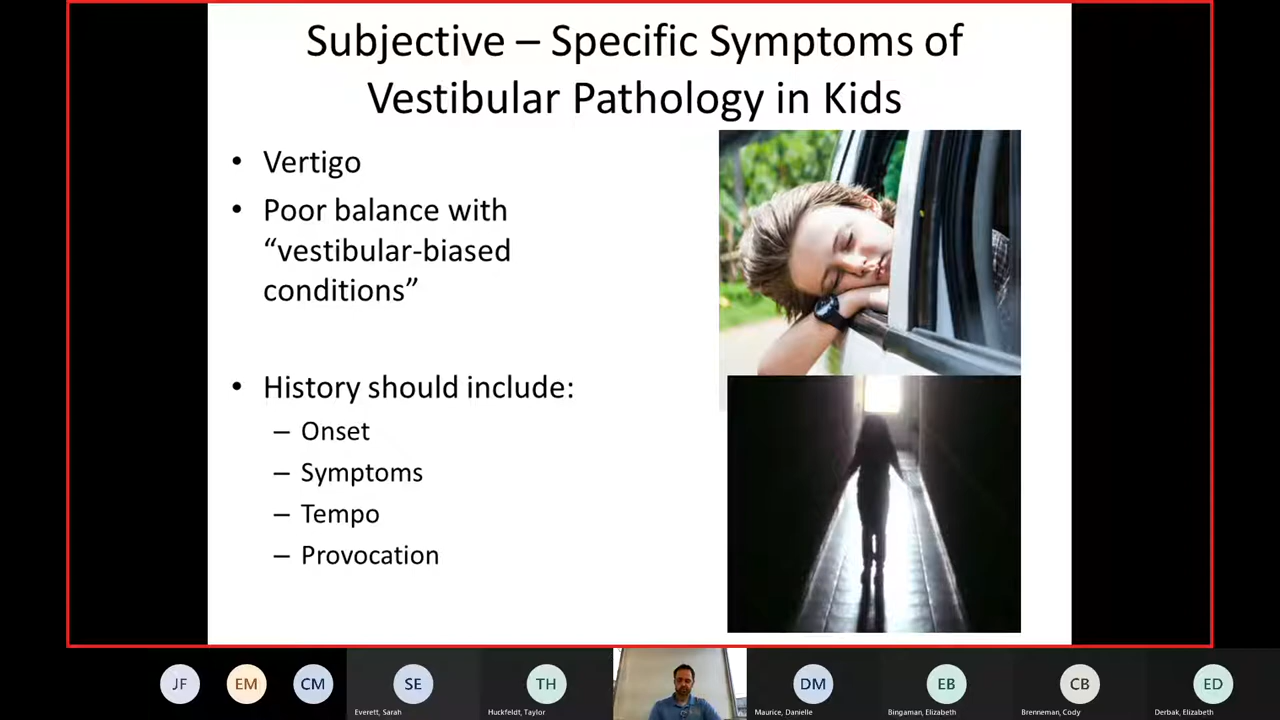 Subjective – Specific Symptoms of
Vestibular Pathology in Kids
• Vertigo
• Poor balance with
“vestibular-biased
conditions”
• History should include:
– Onset
– Symptoms
– Tempo
– Provocation
JF
EM
CM
SE
TH
DM
EB
CB
ED
Everett, Sarah
Huckfeldt, Taylor
Maurice, Danielle
Bingaman, Elizabeth
Brenneman, Cody
Derbak, Elizabeth